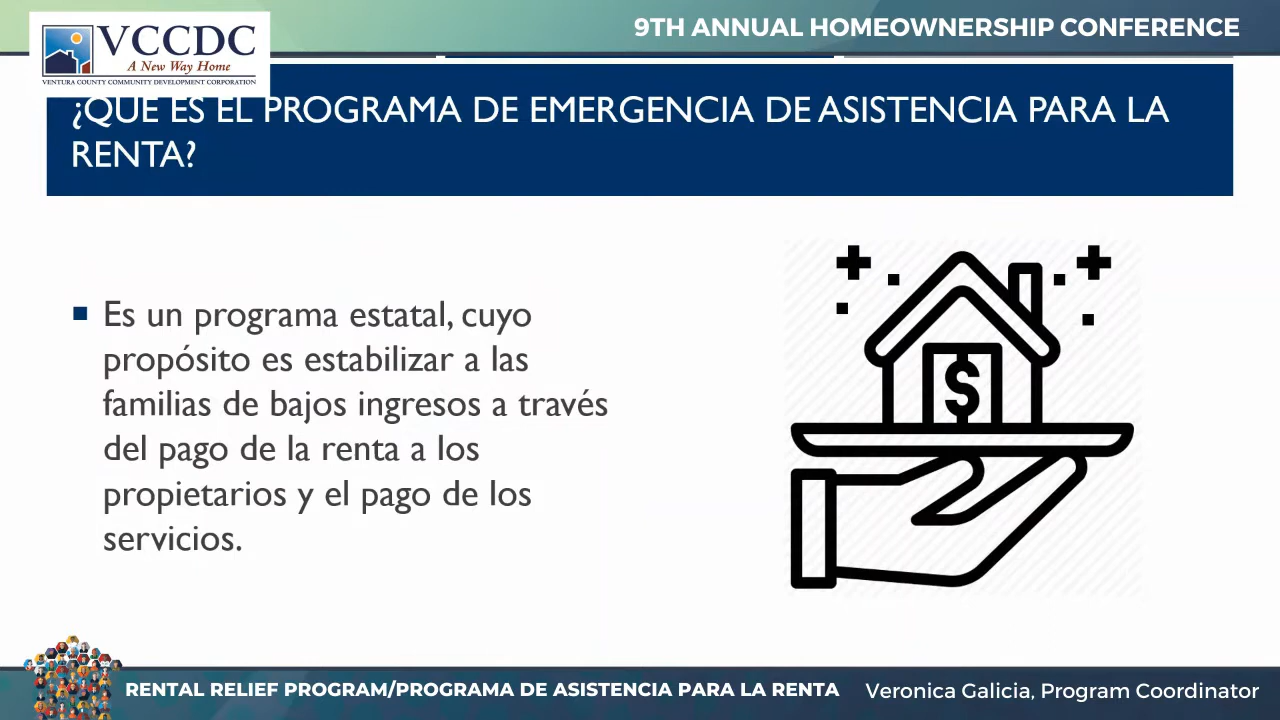 9TH ANNUAL HOMEOWNERSHIP CONFERENCE
VCCDC
A New Way Home
VENTURA COUNTY COMMUNITY DEVELOPMENT CORPORATION
¿QUE ES EL PROGRAMA DE EMERGENCIA DE ASISTENCIA PARA LA
RENTA?
Es un programa estatal, cuyo
propósito es estabilizar a las
familias de bajos ingresos a través
del pago de la renta a los
propietarios y el pago de los
servicios.
$
RENTAL RELIEF PROGRAM/PROGRAMA DE ASISTENCIA PARA LA RENTA Veronica Galicia, Program Coordinator